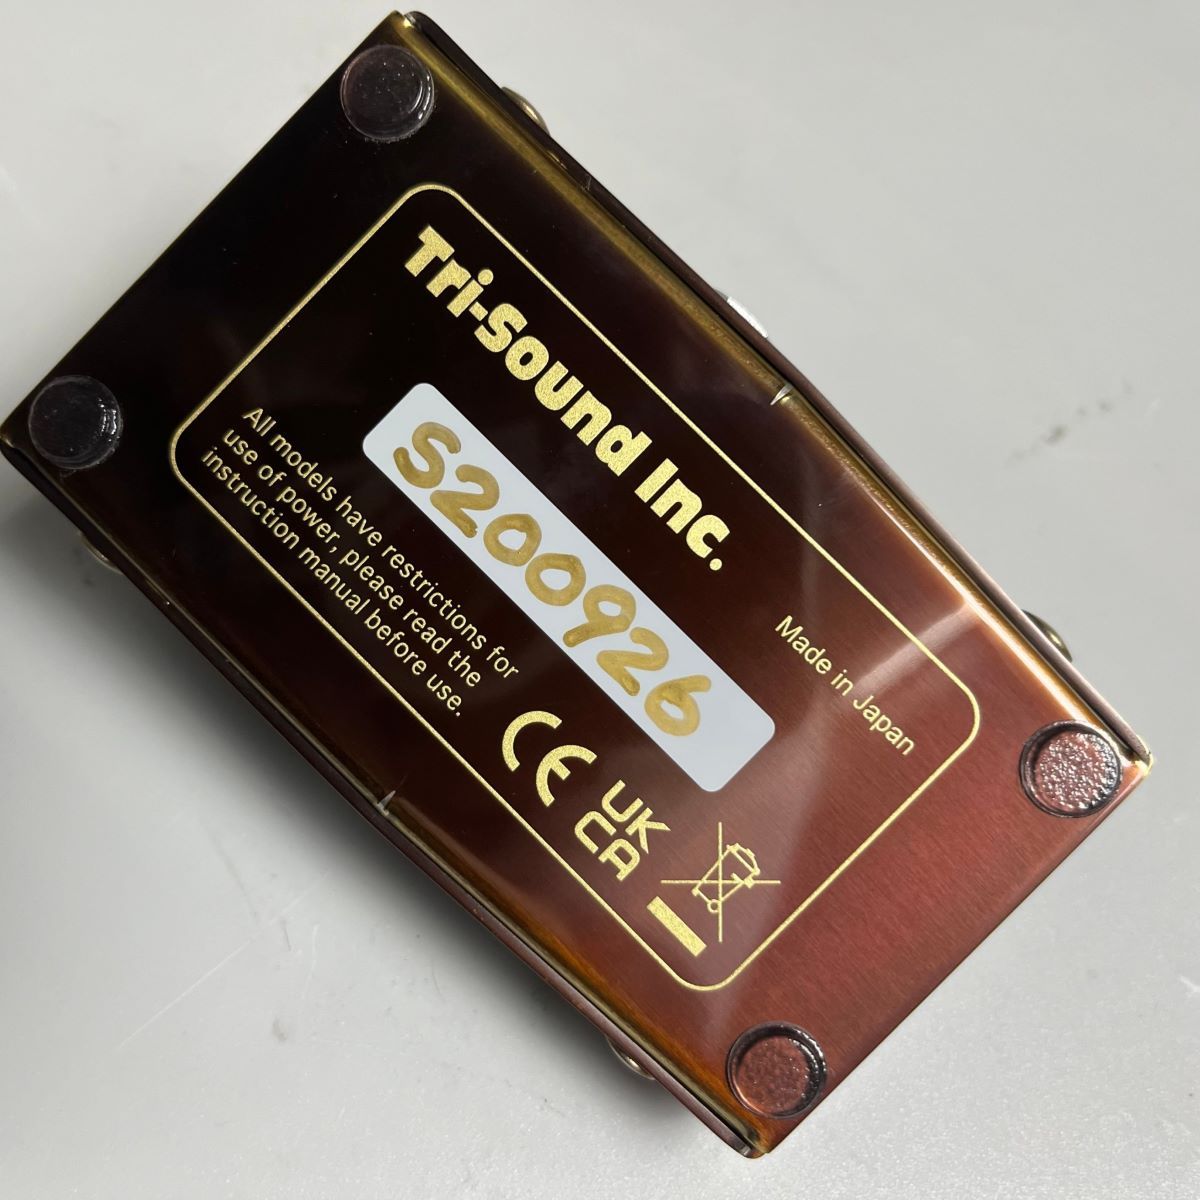 Tri-Sound Inc.
Made in Japan
S200926
All models have restrictions for
use of power, please read the
instruction manual before use.
CE
UK
CA